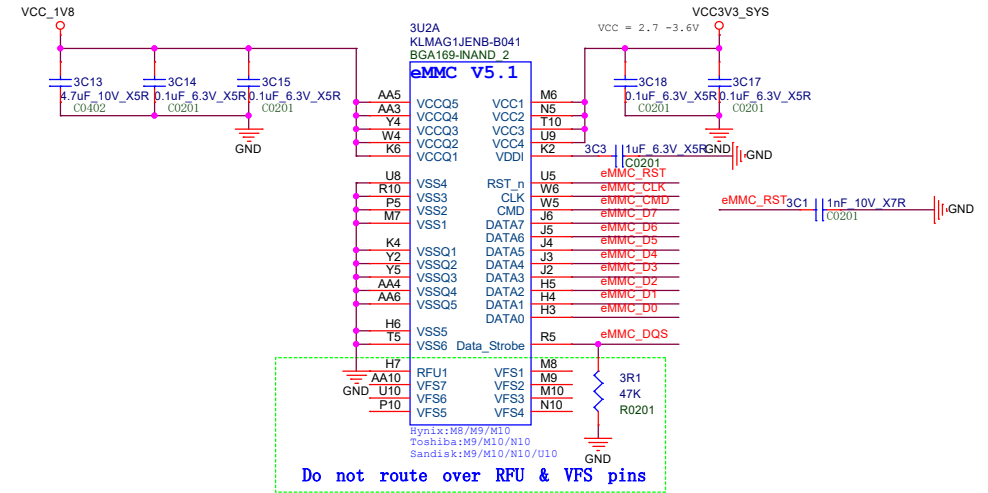 VCC_1V8
VCC3V3_SYS
VCC = 2.7 -3.6V
3U2A
KLMAG1JENB-B041
BGA169-INAND_2
eMMC V5.1
3C13
4.7uF_10V_X5R
C0402
3C14
0.1uF_6.3V_X5R
C0201
3C15
0.1uF_6.3V_X5R
C0201
GND
3C18
0.1uF_6.3V_X5R
C0201
3C17
0.1uF_6.3V_X5R
C0201
GND
AA5 VCCQ5 VCC1 M6
AA3 VCCQ4 VCC2 N5
Y4 VCCQ3 VCC3 T10
W4 VCCQ2 VCC4 U9
K6 VCCQ1 VDDI K2
3C3 1uF_6.3V_X5R GND
C0201
U8 VSS4 RST_n U5 eMMC_RST
R10 VSS3 CLK W6 eMMC_CLK
P5 VSS2 CMD W5 eMMC_CMD
M7 VSS1 DATA7 J6 eMMC_D7
DATA6 J5 eMMC_D6
K4 VSSQ1 DATA5 J4 eMMC_D5
Y2 VSSQ2 DATA4 J3 eMMC_D4
Y5 VSSQ3 DATA3 J2 eMMC_D3
AA4 VSSQ4 DATA2 H5 eMMC_D2
AA6 VSSQ5 DATA1 H4 eMMC_D1
DATA0 H3 eMMC_D0
H6 VSS5
T5 VSS6 Data_Strobe R5 eMMC_DQS
eMMC_RST 3C1 1nF_10V_X7R GND
C0201
H7 RFU1 VFS1 M8
AA10 VFS7 VFS2 M9
U10 VFS6 VFS3 M10
P10 VFS5 VFS4 N10
GND
3R1
47K
R0201
GND
Hynix:M8/M9/M10
Toshiba:M9/M10/N10
Sandisk:M9/M10/N10/U10
Do not route over RFU & VFS pins